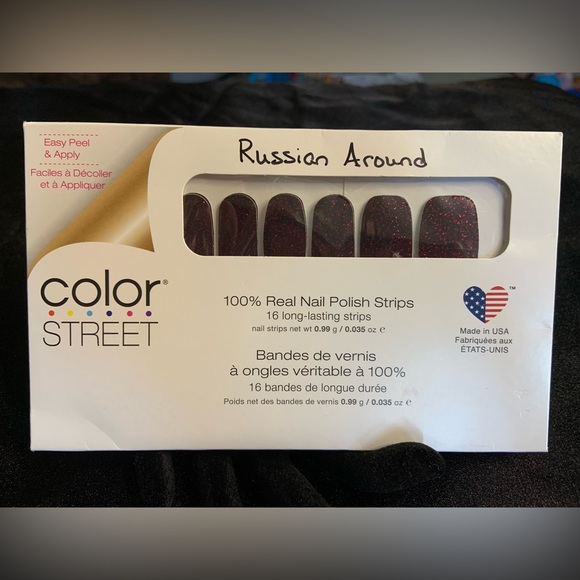 Easy Peel
& Apply
Faciles à Décoller
et à Appliquer
Russian Around
color®
STREET
100% Real Nail Polish Strips
16 long-lasting strips
nail strips net wt 0.99 g / 0.035 oz ℮
Bandes de vernis
à ongles véritable à 100%
16 bandes de longue durée
Poids net des bandes de vernis 0.99 g / 0.035 oz ℮
™
Made in USA
Fabriquées aux
ÉTATS-UNIS